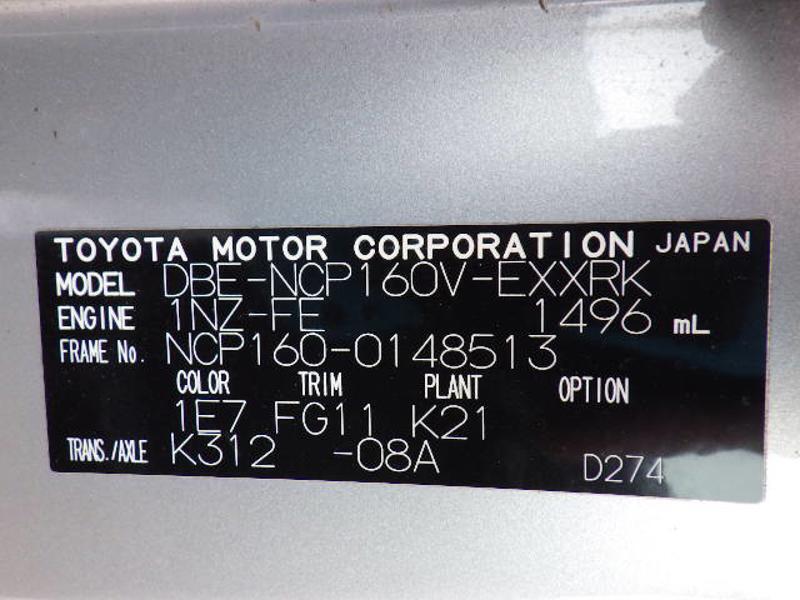 TOYOTA MOTOR CORPORATION JAPAN
MODEL DBE-NCP160V-EXXRK
ENGINE 1NZ-FE 1496 mL
FRAME No. NCP160-0148513
COLOR TRIM PLANT OPTION
1E7 FG11 K21
TRANS./AXLE K312 -08A D274